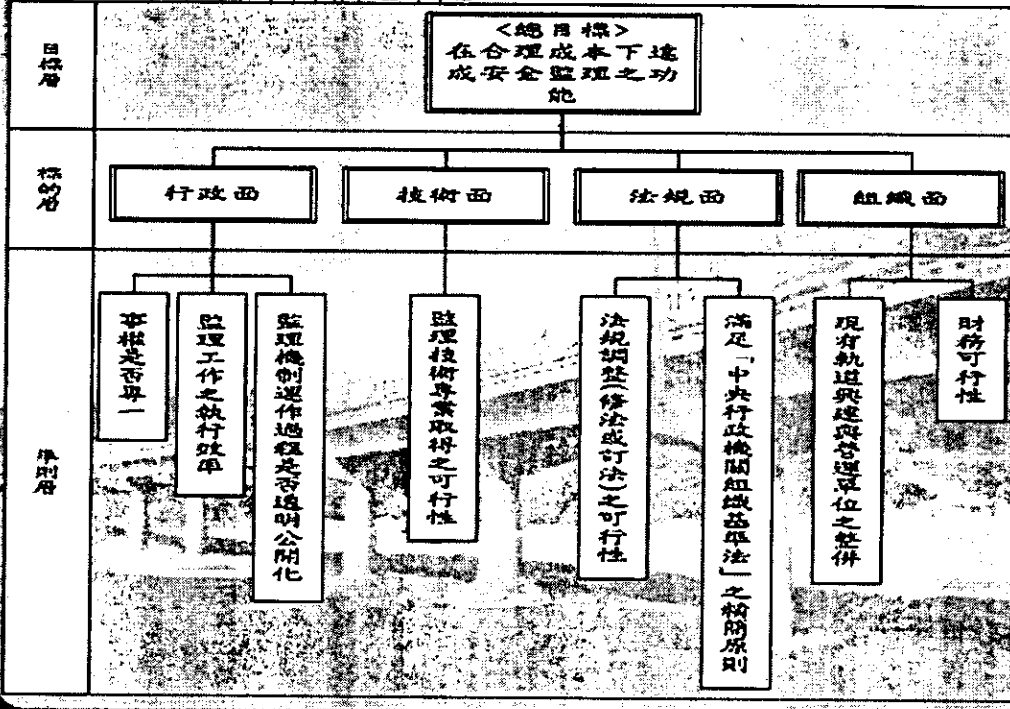 目標層
<總目標>
在合理成本下達
成安全監理之功
能
標的層
行政面
技術面
法規面
組織面
準則層
事權是否專一
監理工作之執行效率
監理機制運作過程是否透明公開化
監理技術專業取得之可行性
法規調整(修法或訂法)之可行性
滿足「中央行政機關組織基準法」之相關原則
現有軌道興建與營運單位之整併
財務可行性